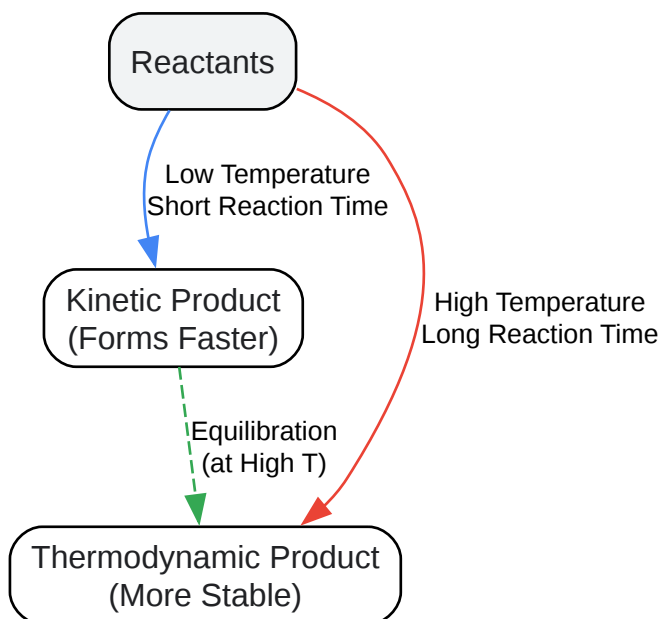 Reactants
Low Temperature
Short Reaction Time
Kinetic Product
(Forms Faster)
High Temperature
Long Reaction Time
Equilibration
(at High T)
Thermodynamic Product
(More Stable)